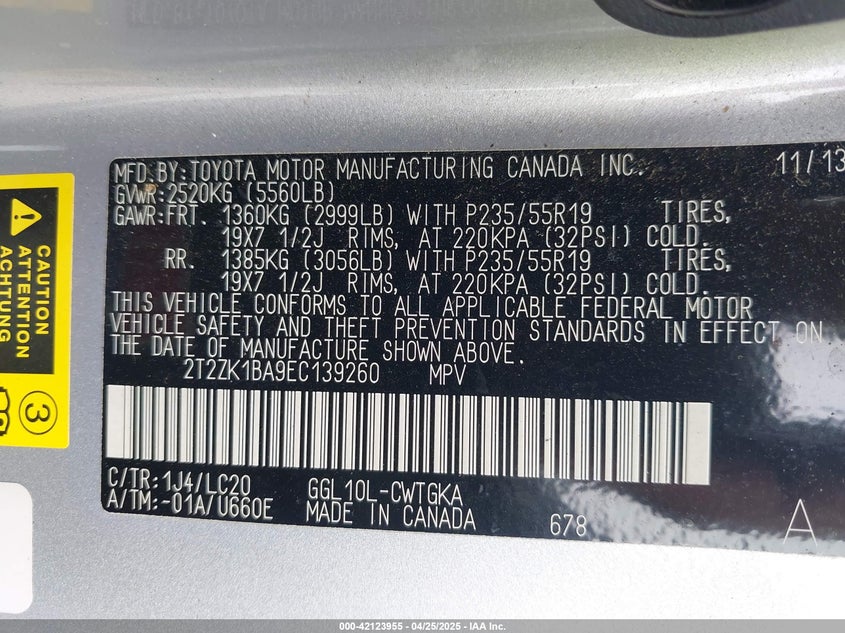 MFD.BY:TOYOTA MOTOR MANUFACTURING CANADA INC. 11/13
GVWR:2520KG (5560LB)
GAWR:FRT. 1360KG (2999LB) WITH P235/55R19 TIRES,
19X7 1/2J RIMS, AT 220KPA (32PSI) COLD.
RR. 1385KG (3056LB) WITH P235/55R19 TIRES,
19X7 1/2J RIMS, AT 220KPA (32PSI) COLD.
THIS VEHICLE CONFORMS TO ALL APPLICABLE FEDERAL MOTOR
VEHICLE SAFETY AND THEFT PREVENTION STANDARDS IN EFFECT ON
THE DATE OF MANUFACTURE SHOWN ABOVE.
2T2ZK1BA9EC139260 MPV
C/TR:1J4/LC20 GGL10L-CWTGKA
A/TM:-01A/U660E MADE IN CANADA 678 A
CAUTION
ATTENTION
ACHTUNG
3
000-42123955 - 04/25/2025 - IAA Inc.